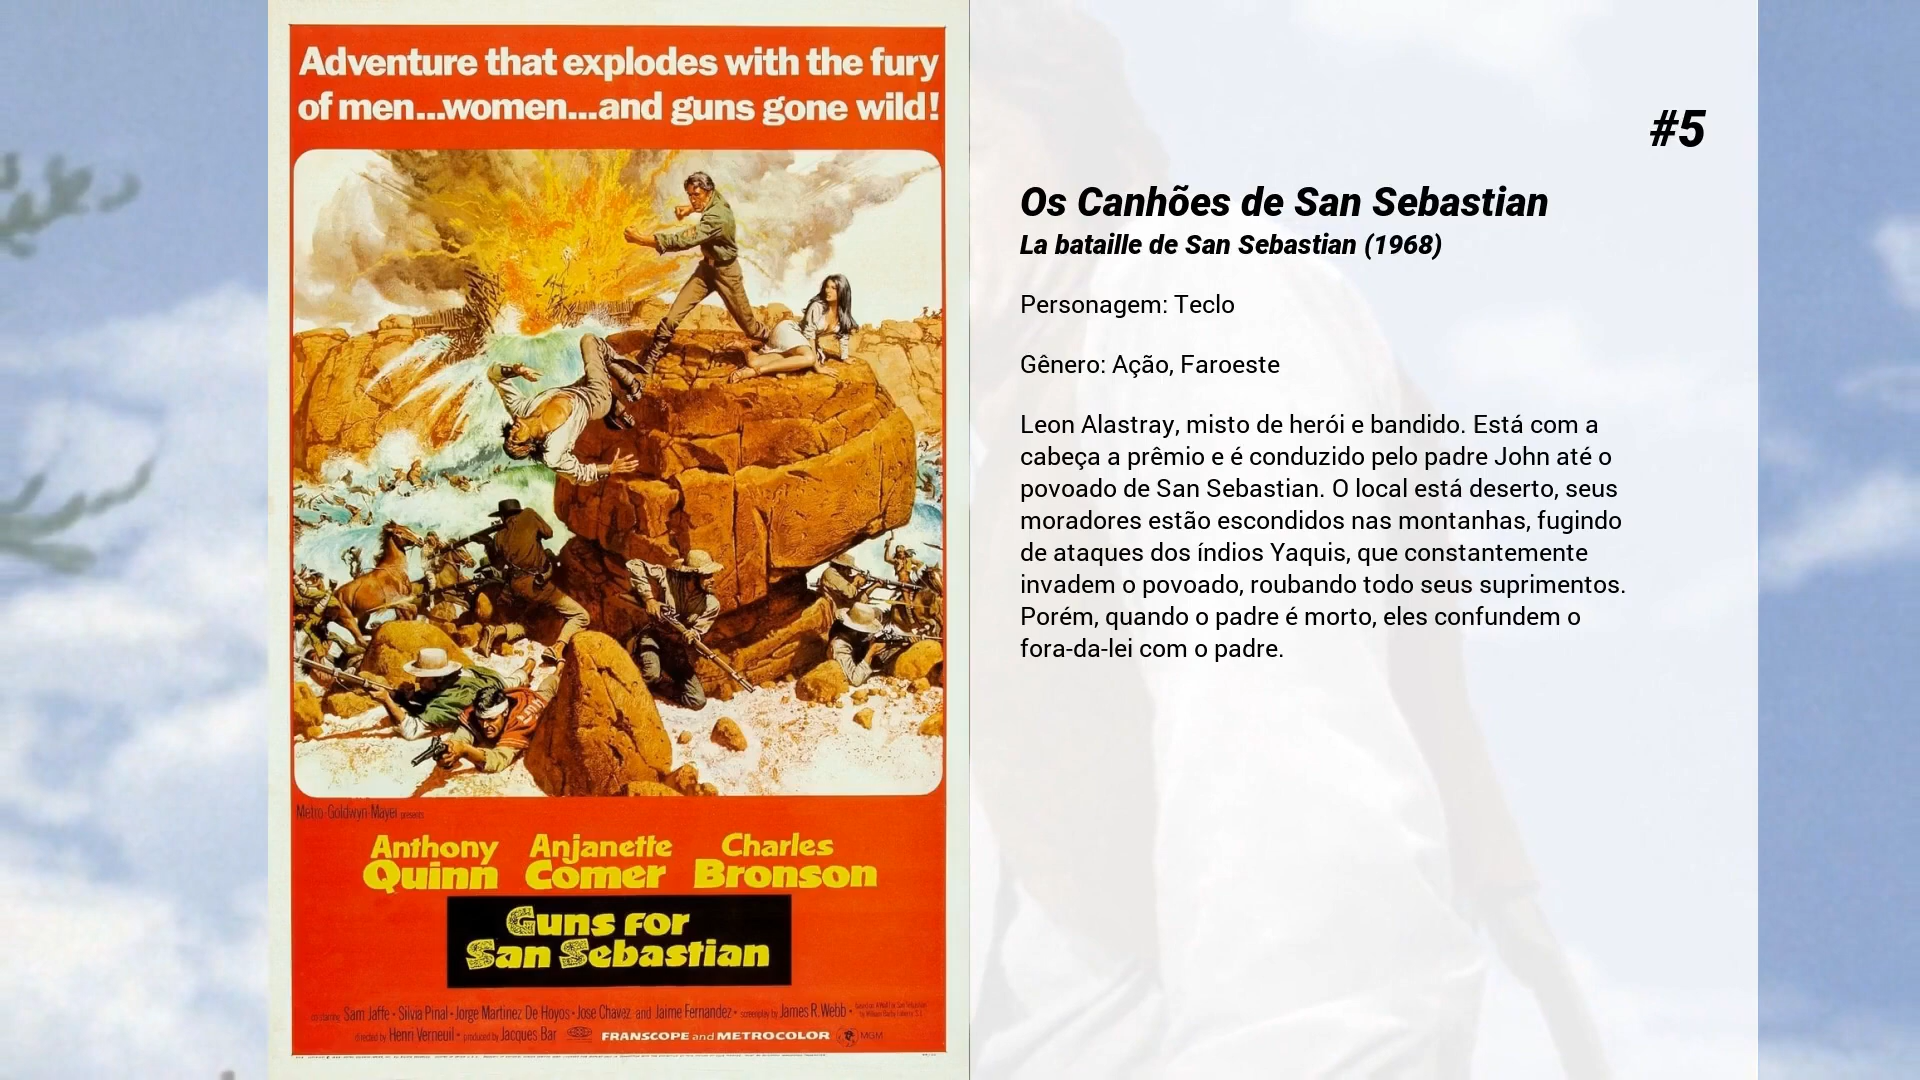 Adventure that explodes with the fury
of men...women...and guns gone wild!
Metro-Goldwyn-Mayer presents
Anthony Quinn
Anjanette Comer
Charles Bronson
Guns for
San Sebastian
co-starring Sam Jaffe • Silvia Pinal • Jorge Martinez De Hoyos • Jose Chavez and Jaime Fernandez • screenplay by James R. Webb •
directed by Henri Verneuil • produced by Jacques Bar FRANSCOPE and METROCOLOR MGM
#5
Os Canhões de San Sebastian
La bataille de San Sebastian (1968)
Personagem: Teclo
Gênero: Ação, Faroeste
Leon Alastray, misto de herói e bandido. Está com a
cabeça a prêmio e é conduzido pelo padre John até o
povoado de San Sebastian. O local está deserto, seus
moradores estão escondidos nas montanhas, fugindo
de ataques dos índios Yaquis, que constantemente
invadem o povoado, roubando todo seus suprimentos.
Porém, quando o padre é morto, eles confundem o
fora-da-lei com o padre.